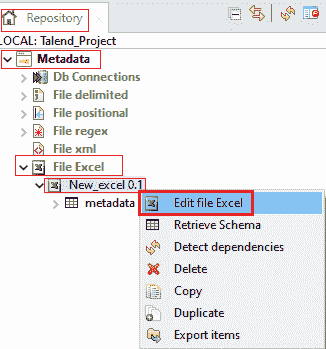 Repository
LOCAL: Talend_Project
Metadata
Db Connections
File delimited
File positional
File regex
File xml
File Excel
New_excel 0.1
metadata
Edit file Excel
Retrieve Schema
Detect dependencies
Delete
Copy
Duplicate
Export items